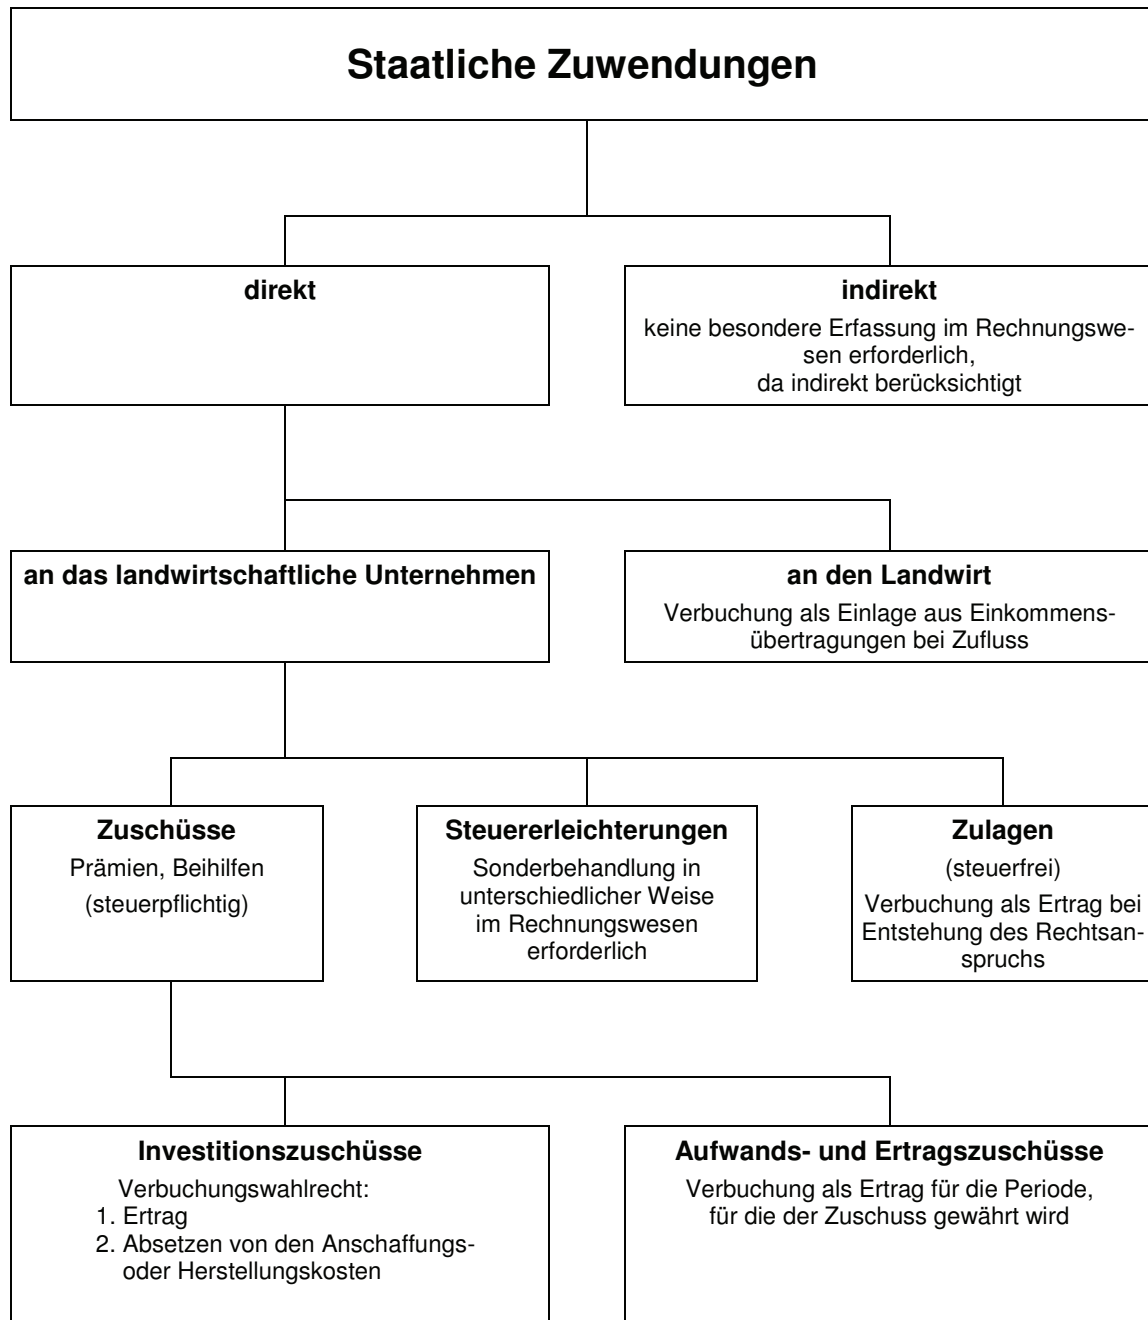 Staatliche Zuwendungen
direkt
indirekt
keine besondere Erfassung im Rechnungswe-
sen erforderlich,
da indirekt berücksichtigt
an das landwirtschaftliche Unternehmen
an den Landwirt
Verbuchung als Einlage aus Einkommens-
übertragungen bei Zufluss
Zuschüsse
Prämien, Beihilfen
(steuerpflichtig)
Steuererleichterungen
Sonderbehandlung in
unterschiedlicher Weise
im Rechnungswesen
erforderlich
Zulagen
(steuerfrei)
Verbuchung als Ertrag bei
Entstehung des Rechtsan-
spruchs
Investitionszuschüsse
Verbuchungswahlrecht:
1. Ertrag
2. Absetzen von den Anschaffungs-
oder Herstellungskosten
Aufwands- und Ertragszuschüsse
Verbuchung als Ertrag für die Periode,
für die der Zuschuss gewährt wird